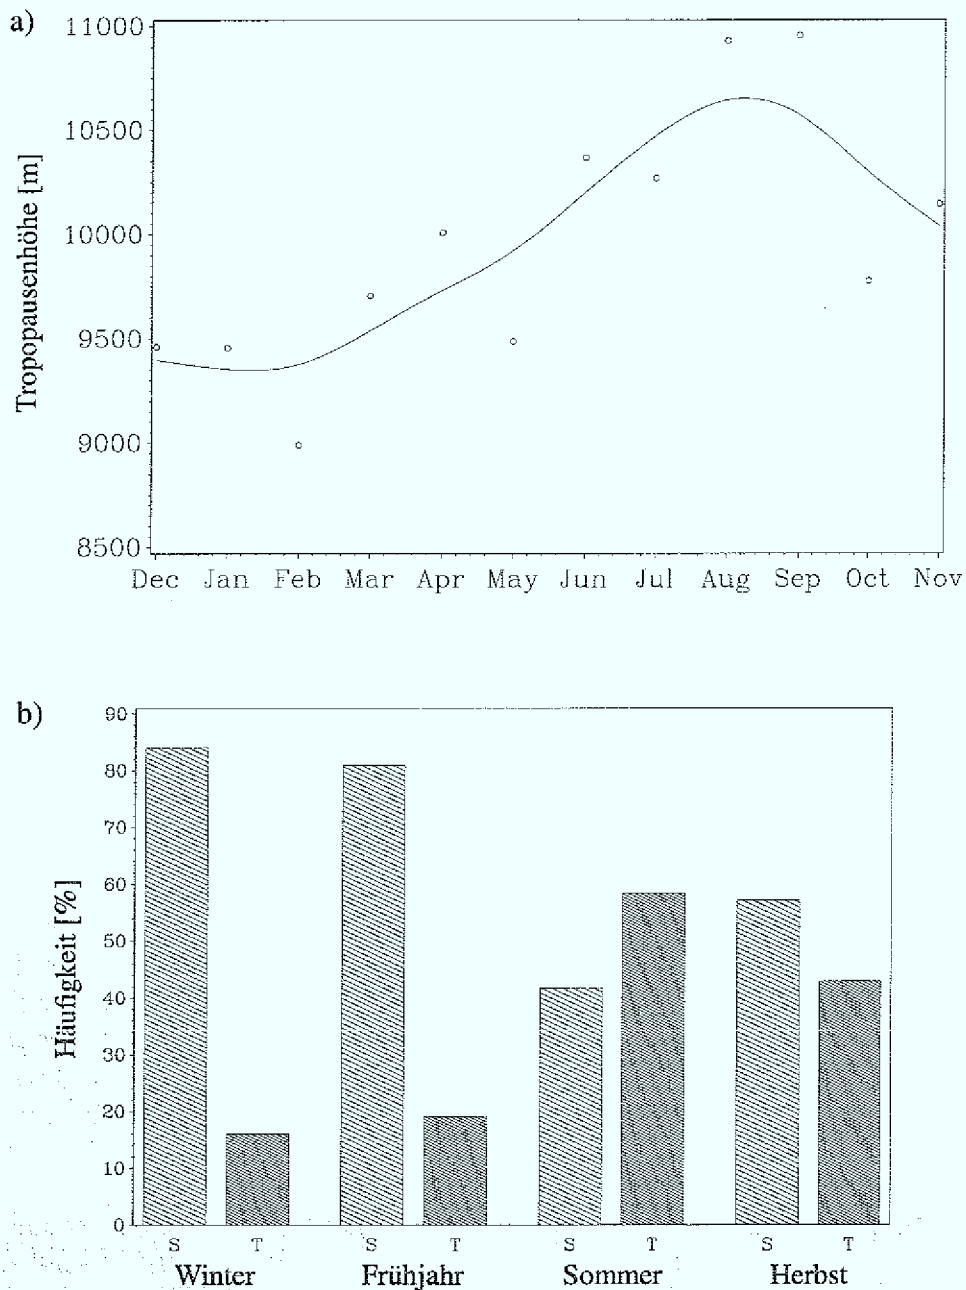 a)
Tropopausenhöhe [m]
11000
10500
10000
9500
9000
8500
Dec Jan Feb Mar Apr May Jun Jul Aug Sep Oct Nov
b)
Häufigkeit [%]
90
80
70
60
50
40
30
20
10
0
S T S T S T S T
Winter Frühjahr Sommer Herbst